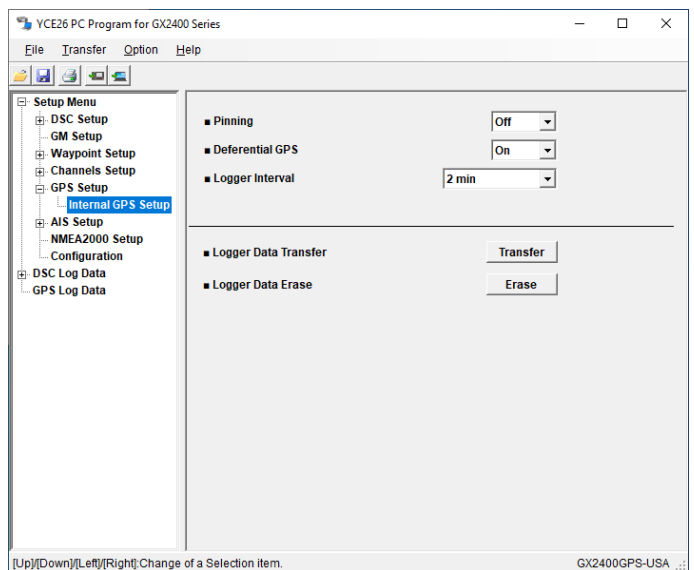 YCE26 PC Program for GX2400 Series
File Transfer Option Help
Setup Menu
DSC Setup
GM Setup
Waypoint Setup
Channels Setup
GPS Setup
Internal GPS Setup
AIS Setup
NMEA2000 Setup
Configuration
DSC Log Data
GPS Log Data
■ Pinning Off
■ Deferential GPS On
■ Logger Interval 2 min
■ Logger Data Transfer Transfer
■ Logger Data Erase Erase
[Up]/[Down]/[Left]/[Right]:Change of a Selection item. GX2400GPS-USA